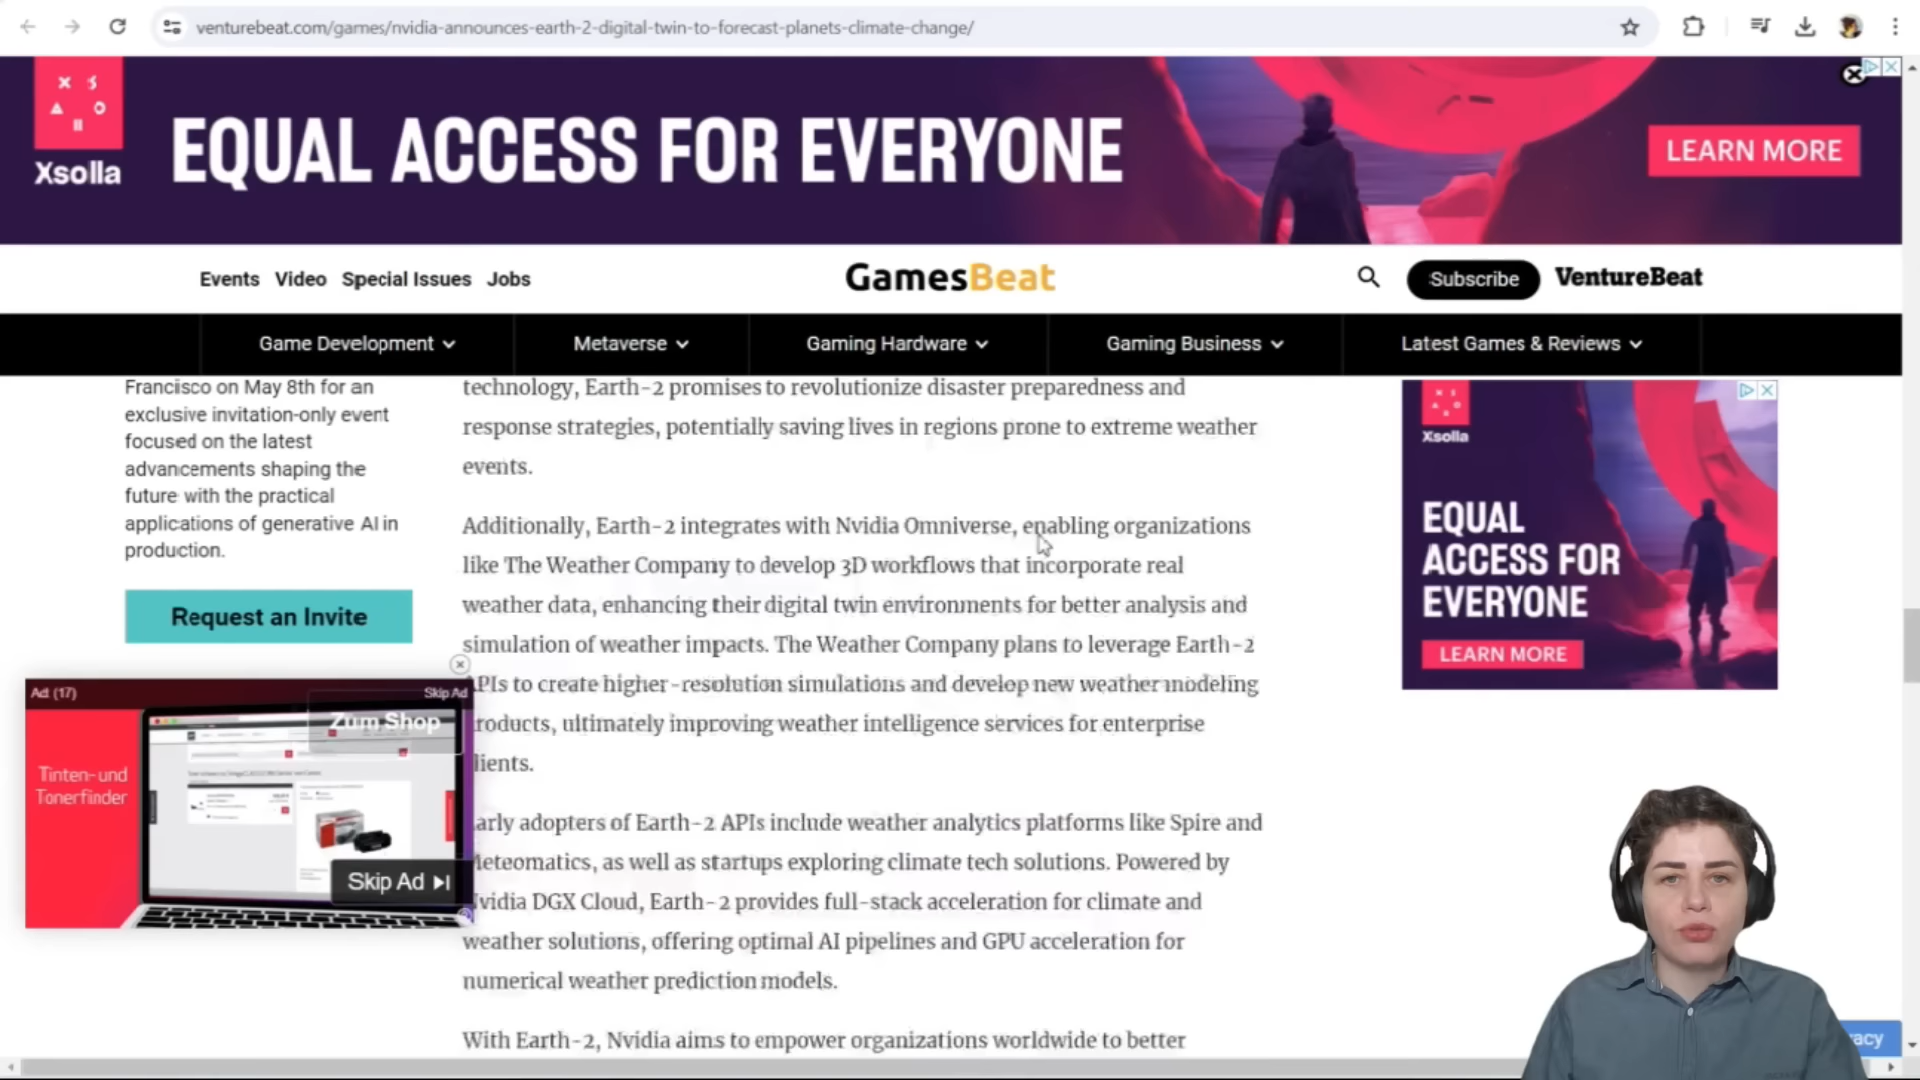 venturebeat.com/games/nvidia-announces-earth-2-digital-twin-to-forecast-planets-climate-change/
Xsolla
EQUAL ACCESS FOR EVERYONE
LEARN MORE
Events Video Special Issues Jobs
GamesBeat
Subscribe
VentureBeat
Game Development
Metaverse
Gaming Hardware
Gaming Business
Latest Games & Reviews
Francisco on May 8th for an
exclusive invitation-only event
focused on the latest
advancements shaping the
future with the practical
applications of generative AI in
production.
Request an Invite
Ad (17)
Skip Ad
Zum Shop
Tinten- und
Tonerfinder
Skip Ad
technology, Earth-2 promises to revolutionize disaster preparedness and
response strategies, potentially saving lives in regions prone to extreme weather
events.
Additionally, Earth-2 integrates with Nvidia Omniverse, enabling organizations
like The Weather Company to develop 3D workflows that incorporate real
weather data, enhancing their digital twin environments for better analysis and
simulation of weather impacts. The Weather Company plans to leverage Earth-2
APIs to create higher-resolution simulations and develop new weather modeling
products, ultimately improving weather intelligence services for enterprise
lients.
arly adopters of Earth-2 APIs include weather analytics platforms like Spire and
Meteomatics, as well as startups exploring climate tech solutions. Powered by
Nvidia DGX Cloud, Earth-2 provides full-stack acceleration for climate and
weather solutions, offering optimal AI pipelines and GPU acceleration for
numerical weather prediction models.
With Earth-2, Nvidia aims to empower organizations worldwide to better
Xsolla
EQUAL
ACCESS FOR
EVERYONE
LEARN MORE
acy